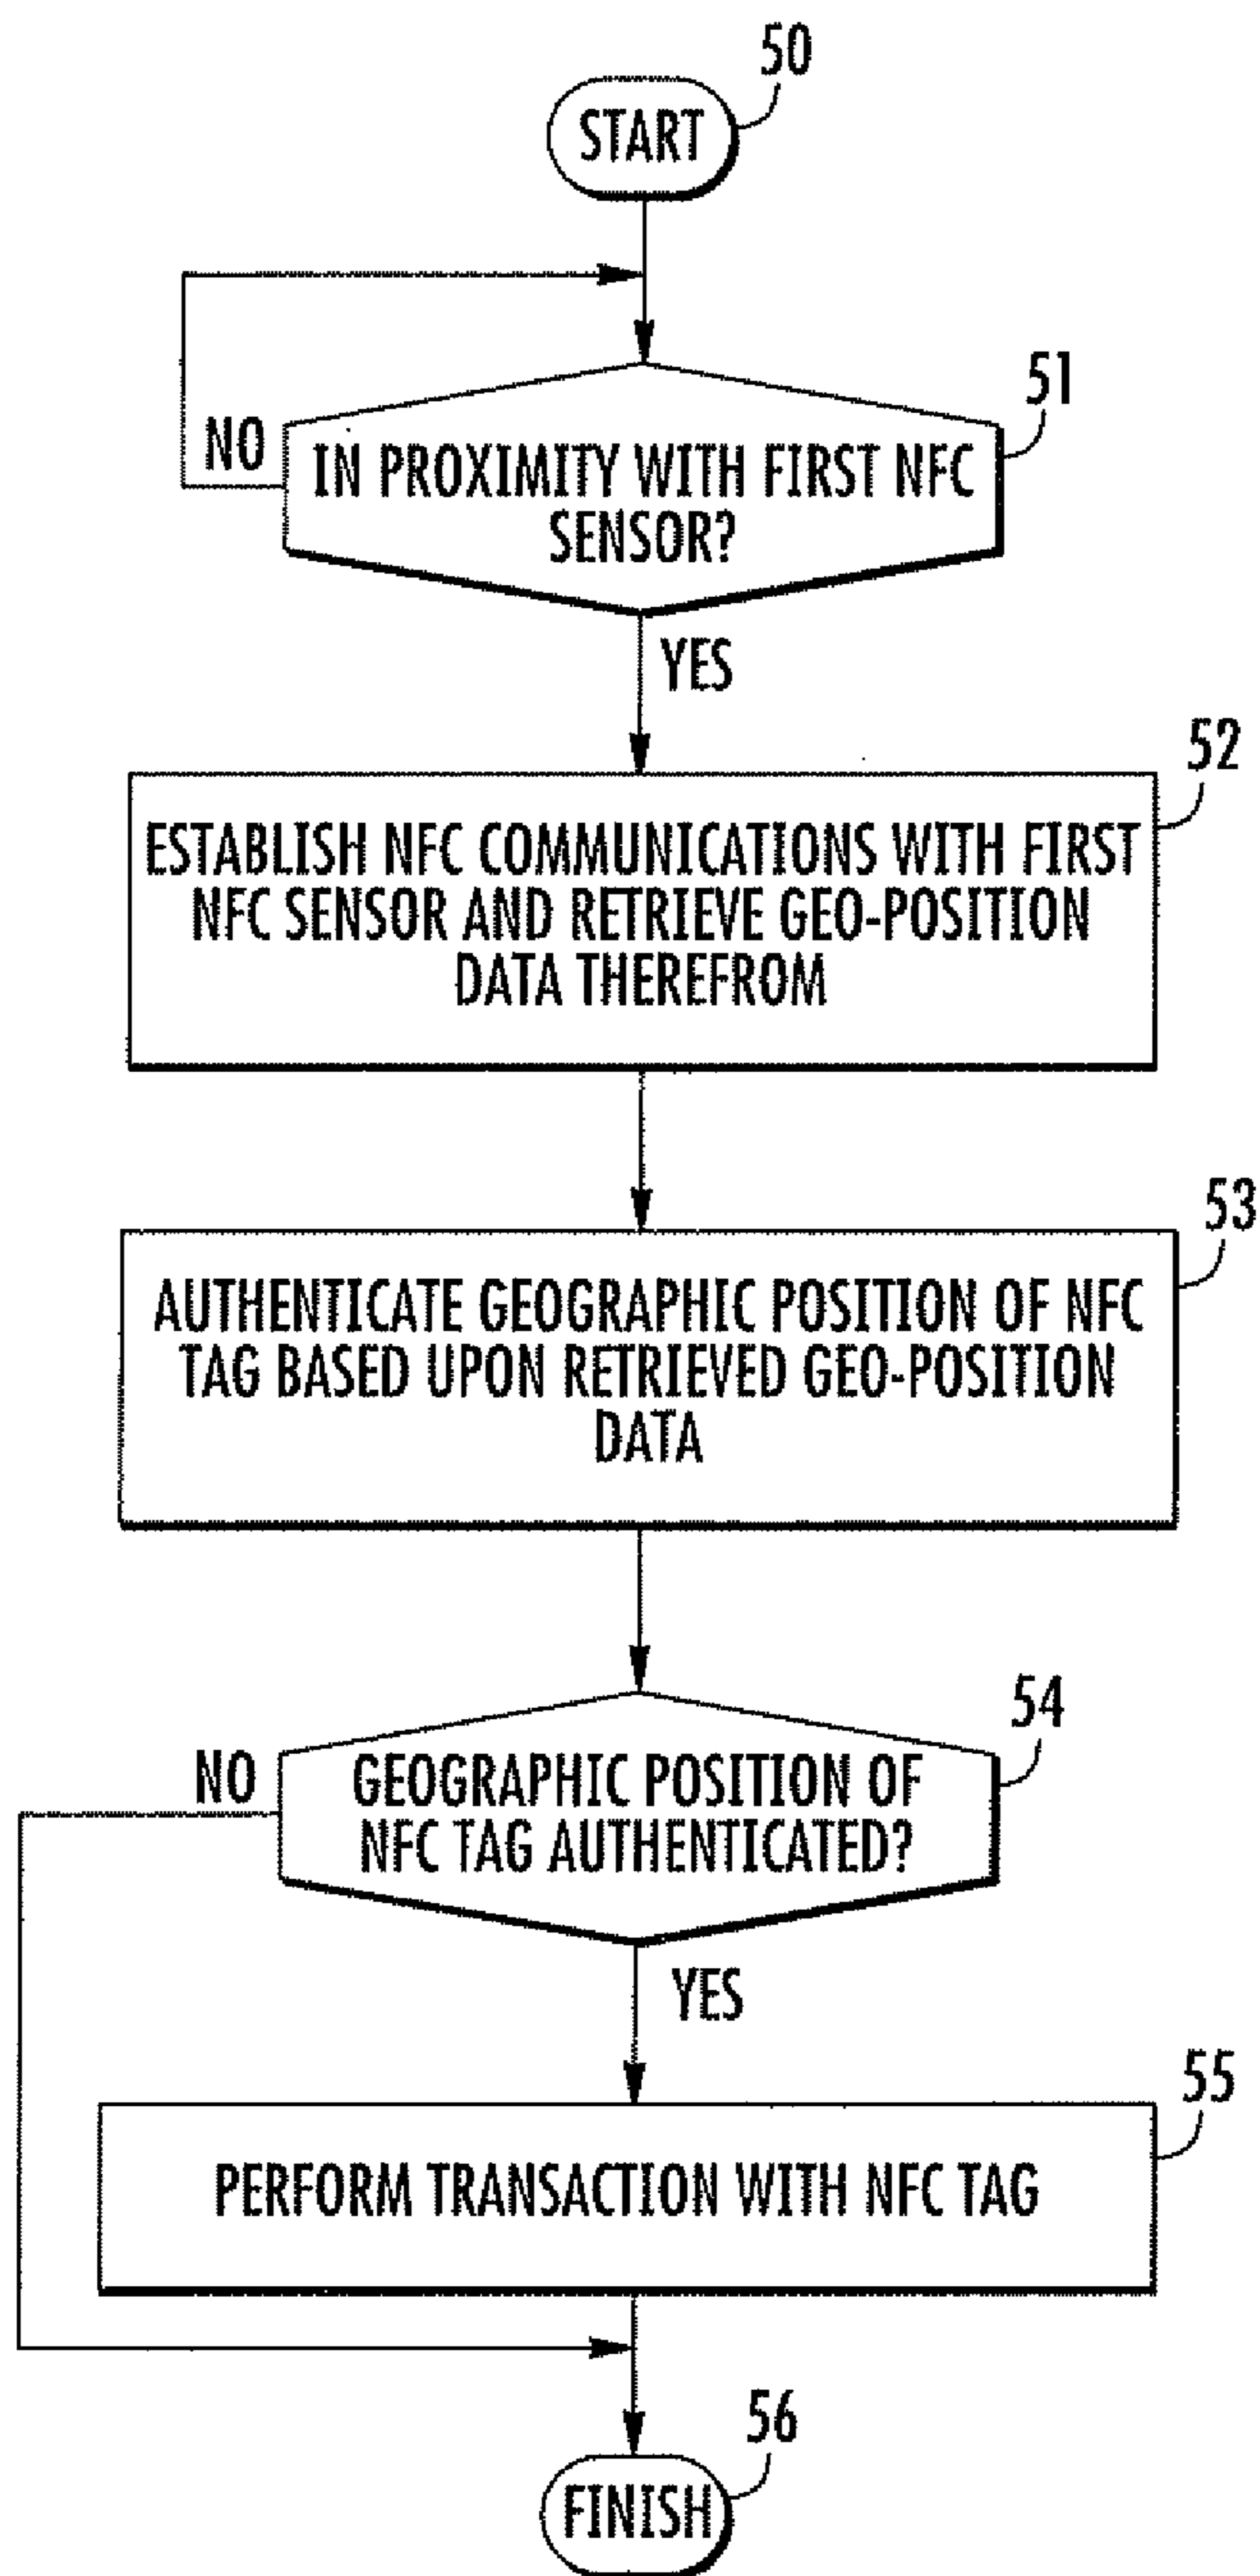 50
START
51
NO
IN PROXIMITY WITH FIRST NFC
SENSOR?
YES
52
ESTABLISH NFC COMMUNICATIONS WITH FIRST
NFC SENSOR AND RETRIEVE GEO-POSITION
DATA THEREFROM
53
AUTHENTICATE GEOGRAPHIC POSITION OF NFC
TAG BASED UPON RETRIEVED GEO-POSITION
DATA
54
NO
GEOGRAPHIC POSITION OF
NFC TAG AUTHENTICATED?
YES
55
PERFORM TRANSACTION WITH NFC TAG
56
FINISH